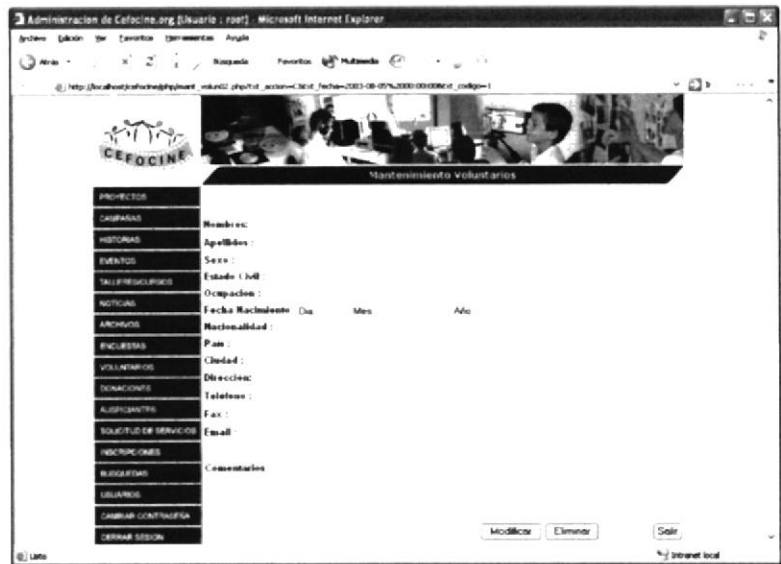 Administracion de Cefocine.org (Usuario : root) - Microsoft Internet Explorer
Archivo Edición Ver Favoritos Herramientas Ayuda
Atrás Búsqueda Favoritos Multimedia
CEFOCINE
Mantenimiento Voluntarios
PROYECTOS
CAMPAÑAS
HISTORIAS
EVENTOS
TALLERES/CURSOS
NOTICIAS
ARCHIVOS
ENCUESTAS
VOLUNTARIOS
DONACIONES
AUSPICIANTES
SOLICITUD DE SERVICIOS
INSCRIPCIONES
BUSQUEDAS
USUARIOS
CAMBIAR CONTRASEÑA
CERRAR SESION
Nombres:
Apellidos :
Sexo :
Estado Civil :
Ocupacion :
Fecha Nacimiento Dia Mes Año
Nacionalidad :
Pais :
Ciudad :
Direccion:
Telefono :
Fax :
Email :
Comentarios
Modificar Eliminar Salir
Listo Intranet local